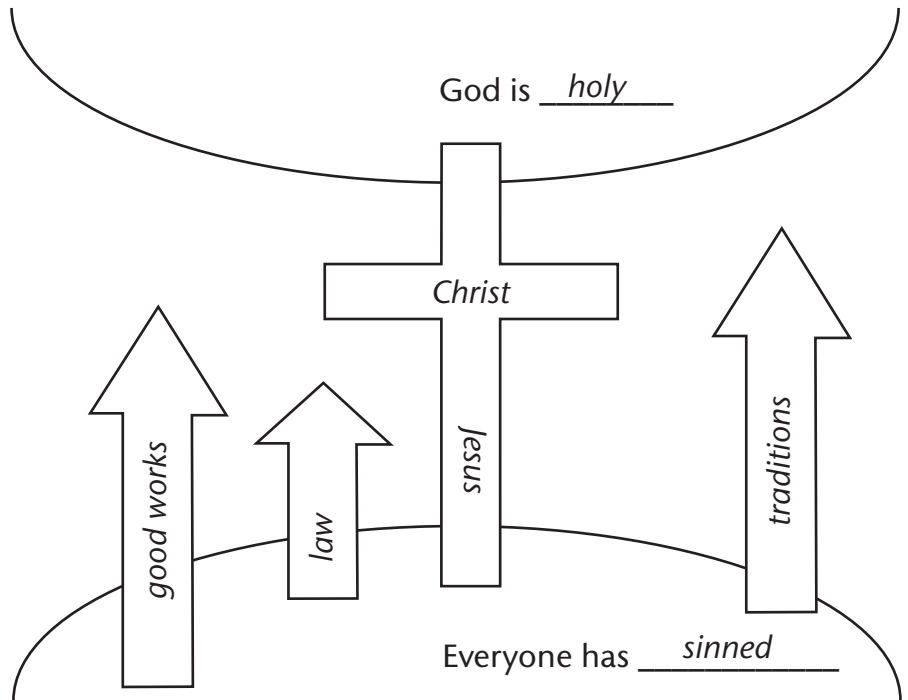 God is holy
Christ
Jesus
good works
law
traditions
Everyone has sinned